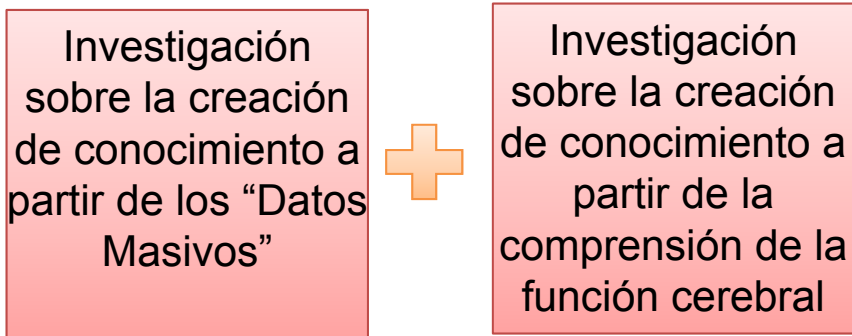 Investigación
sobre la creación
de conocimiento a
partir de los “Datos
Masivos”
Investigación
sobre la creación
de conocimiento a
partir de la
comprensión de la
función cerebral